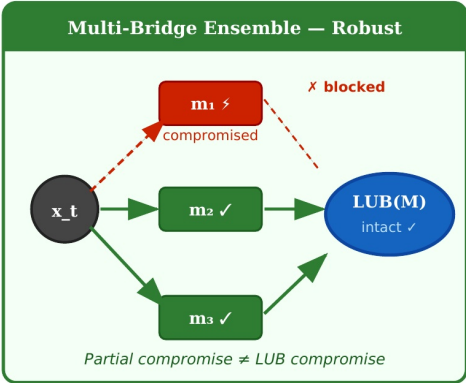 Multi-Bridge Ensemble — Robust
✗ blocked
m₁ ⚡
compromised
x_t
m₂ ✓
LUB(M)
intact ✓
m₃ ✓
Partial compromise ≠ LUB compromise